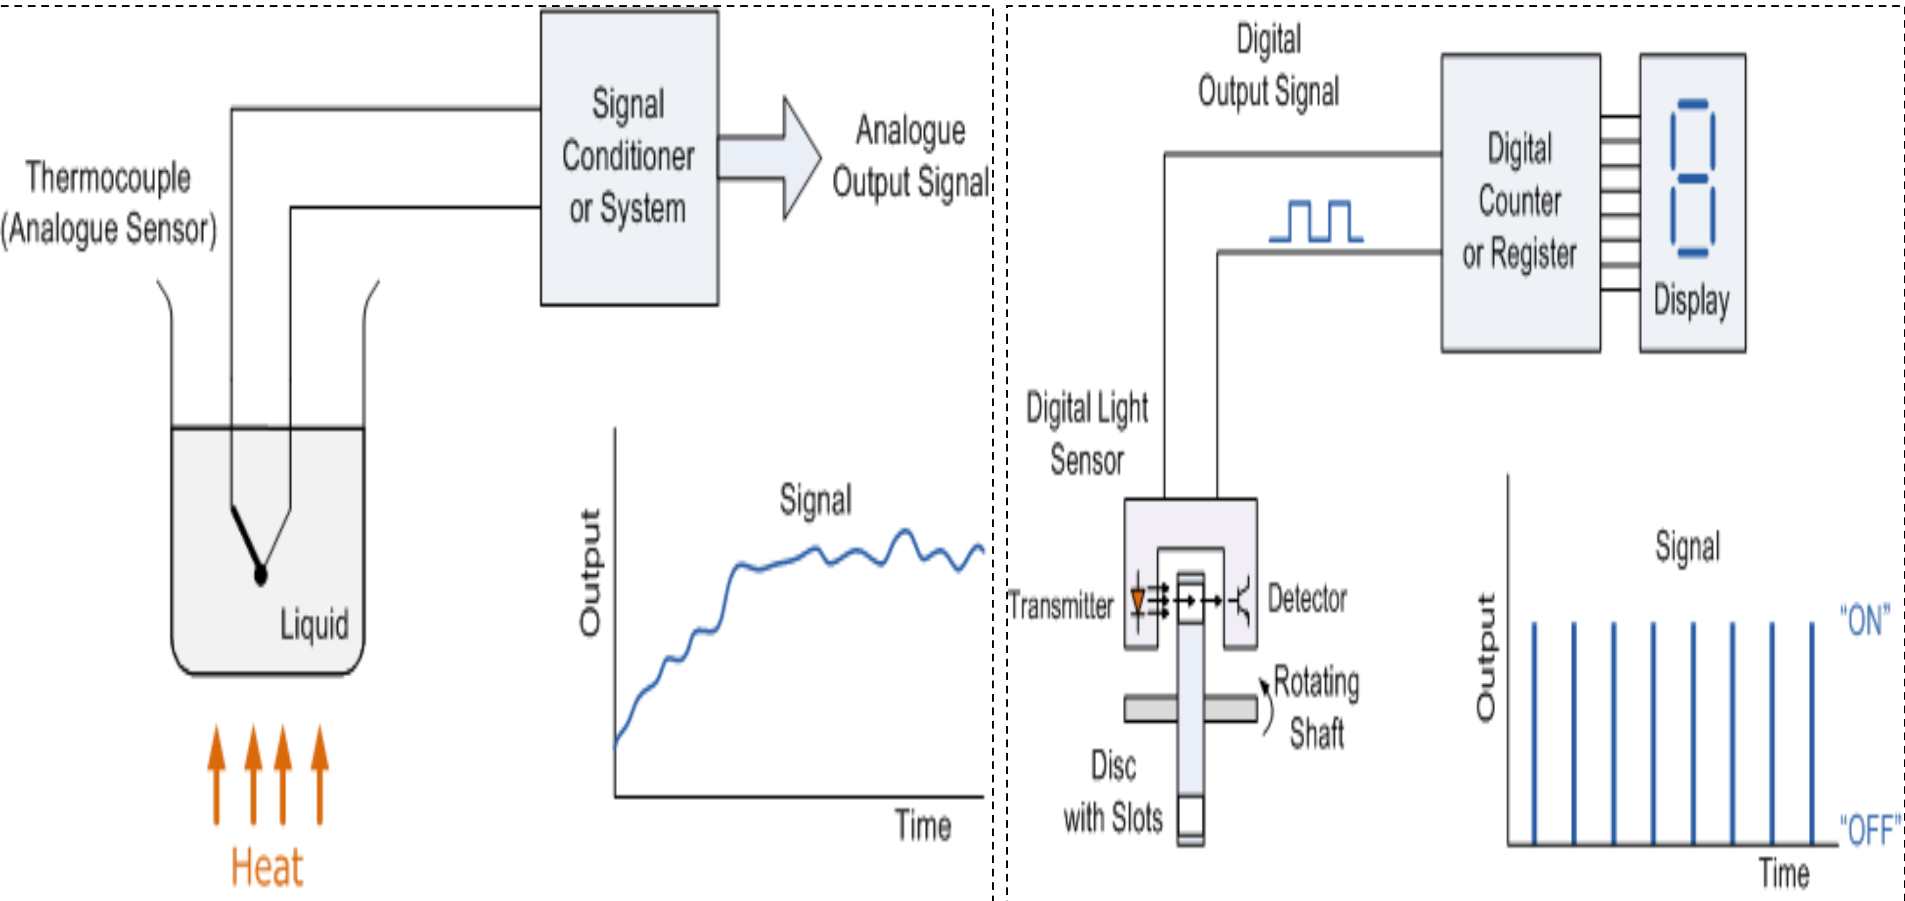 Thermocouple
(Analogue Sensor)
Signal
Conditioner
or System
Analogue
Output Signal
Liquid
Heat
Output
Signal
Time
Digital
Output Signal
Digital
Counter
or Register
Display
Digital Light
Sensor
Transmitter
Detector
Rotating
Shaft
Disc
with Slots
Output
Signal
"ON"
"OFF"
Time